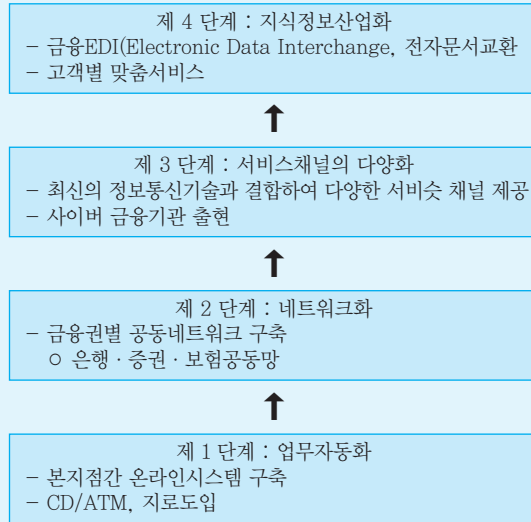 제 4 단계 : 지식정보산업화
- 금융EDI(Electronic Data Interchange, 전자문서교환
- 고객별 맞춤서비스
제 3 단계 : 서비스채널의 다양화
- 최신의 정보통신기술과 결합하여 다양한 서비슷 채널 제공
- 사이버 금융기관 출현
제 2 단계 : 네트워크화
- 금융권별 공동네트워크 구축
○ 은행 · 증권 · 보험공동망
제 1 단계 : 업무자동화
- 본지점간 온라인시스템 구축
- CD/ATM, 지로도입